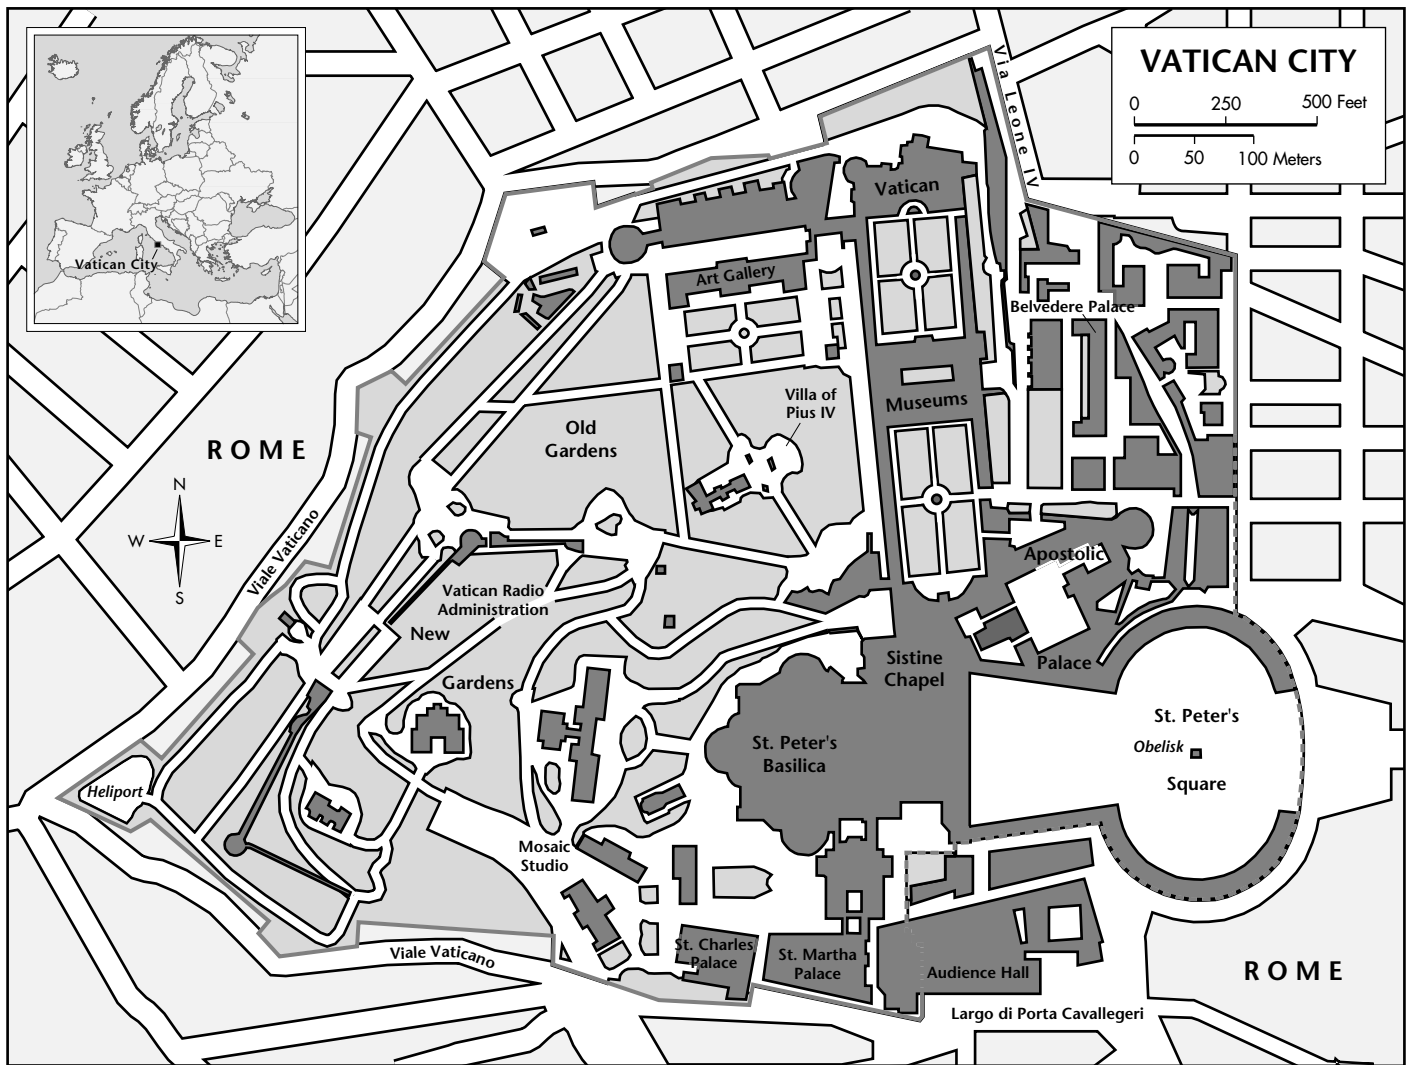 VATICAN CITY
0 250 500 Feet
0 50 100 Meters
Vatican City
Via Leone IV
Vatican
Art Gallery
Belvedere Palace
Museums
Villa of
Pius IV
Old
Gardens
ROME
N
W E
S
Viale Vaticano
Apostolic
Palace
Vatican Radio
Administration
New
Gardens
Sistine
Chapel
St. Peter's
Basilica
St. Peter's
Obelisk
Square
Heliport
Mosaic
Studio
St. Charles
Palace
St. Martha
Palace
Audience Hall
Viale Vaticano
ROME
Largo di Porta Cavallegeri